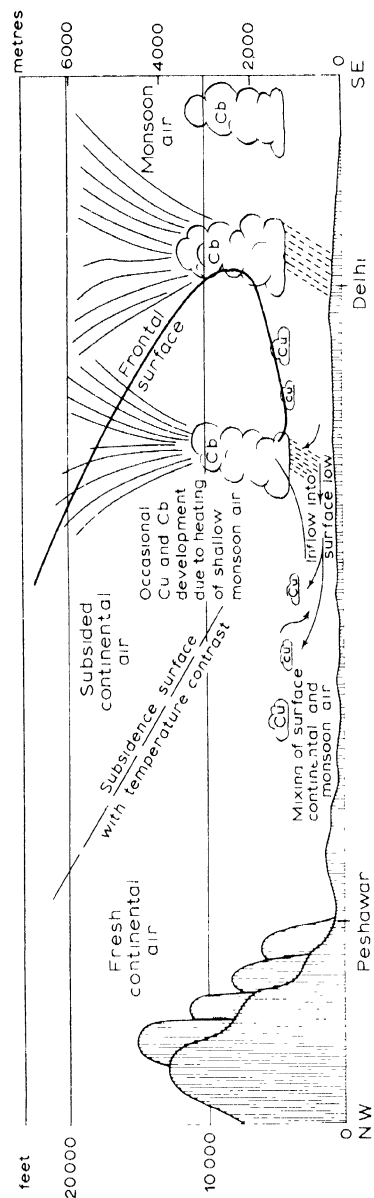 metres
6000
4000
2000
0
SE
feet
20000
10000
0
NW
Peshawar
Delhi
Fresh
continental
air
Subsidence surface
with temperature contrast
Subsided
continental
air
Frontal
surface
Monsoon
air
Occasional
Cu and Cb
development
due to heating
of shallow
monsoon air
Mixing of surface
continental and
monsoon air
Inflow into
surface low
Cu
Cu
Cu
Cb
Cu
Cu
Cb
Cb